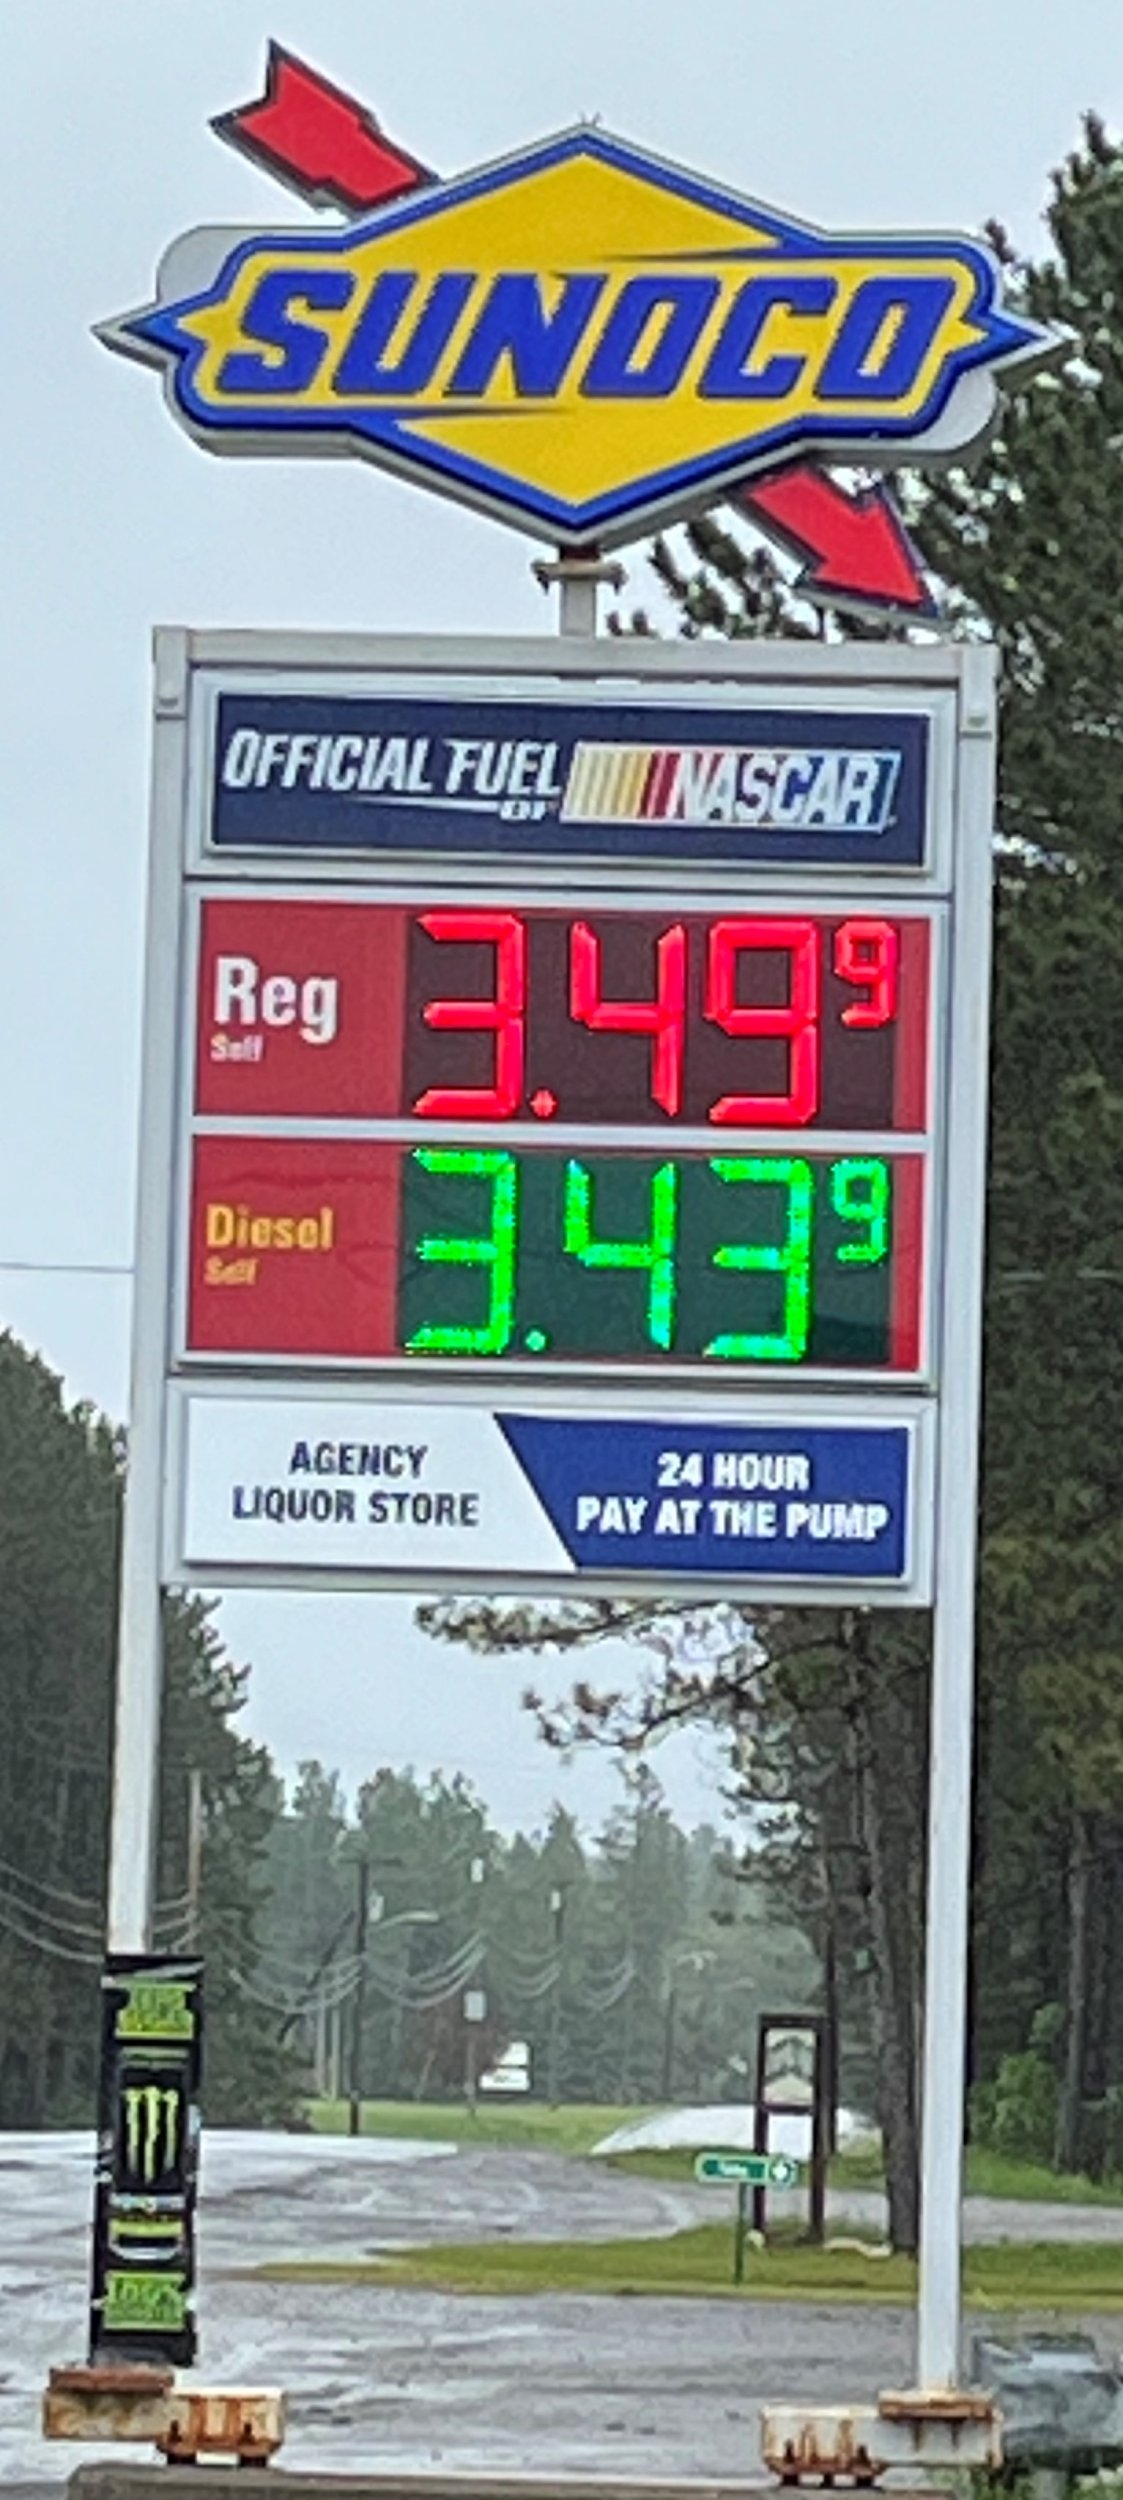 SUNOCO
OFFICIAL FUEL OF NASCAR
Reg 3.49 9
Self
Diesel 3.43 9
Self
AGENCY
LIQUOR STORE
24 HOUR
PAY AT THE PUMP